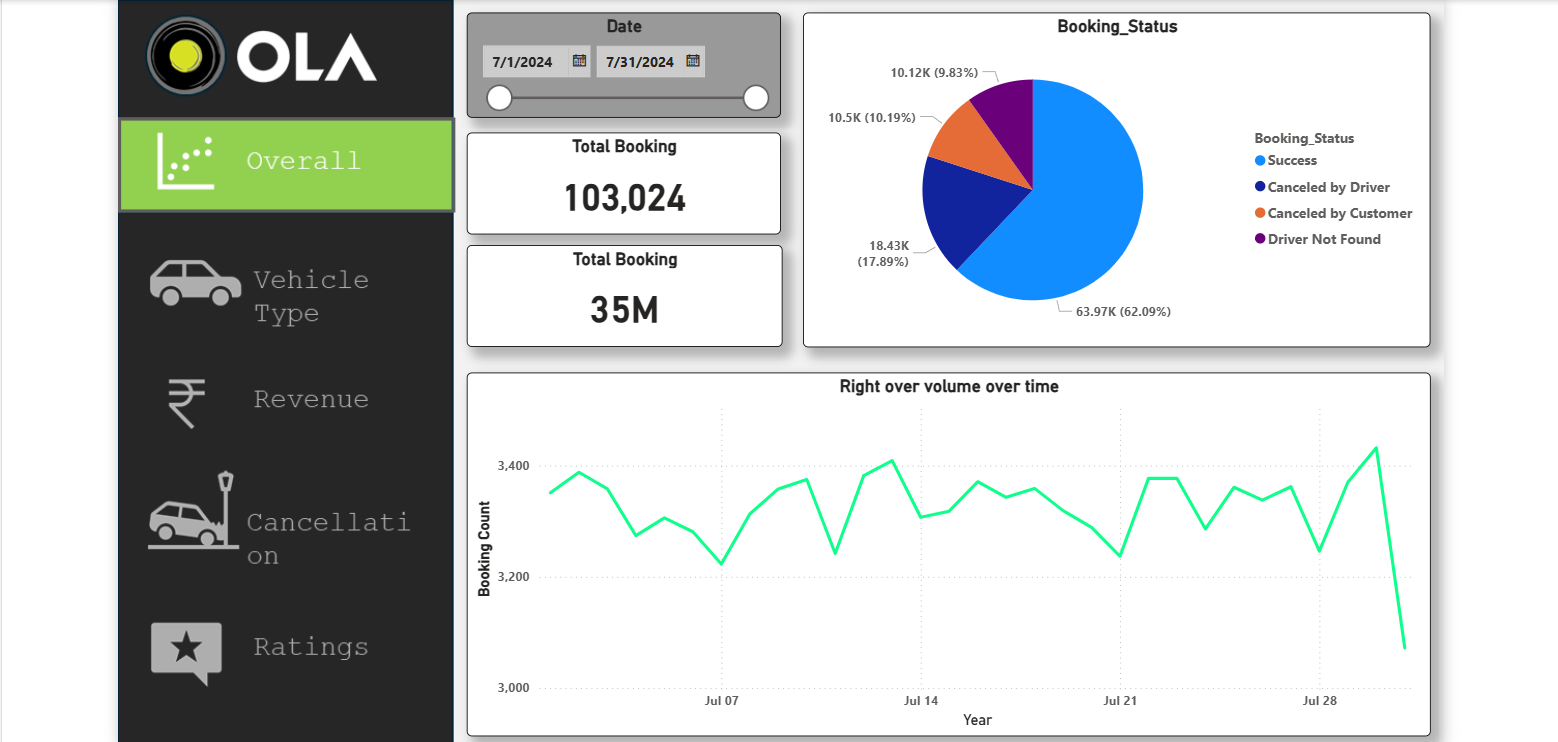 OLA
Overall
Vehicle
Type
Revenue
Cancellati
on
Ratings
Date
7/1/2024
7/31/2024
Total Booking
103,024
Total Booking
35M
Booking_Status
10.12K (9.83%)
10.5K (10.19%)
18.43K
(17.89%)
63.97K (62.09%)
Booking_Status
Success
Canceled by Driver
Canceled by Customer
Driver Not Found
Right over volume over time
Booking Count
3,400
3,200
3,000
Jul 07
Jul 14
Jul 21
Jul 28
Year